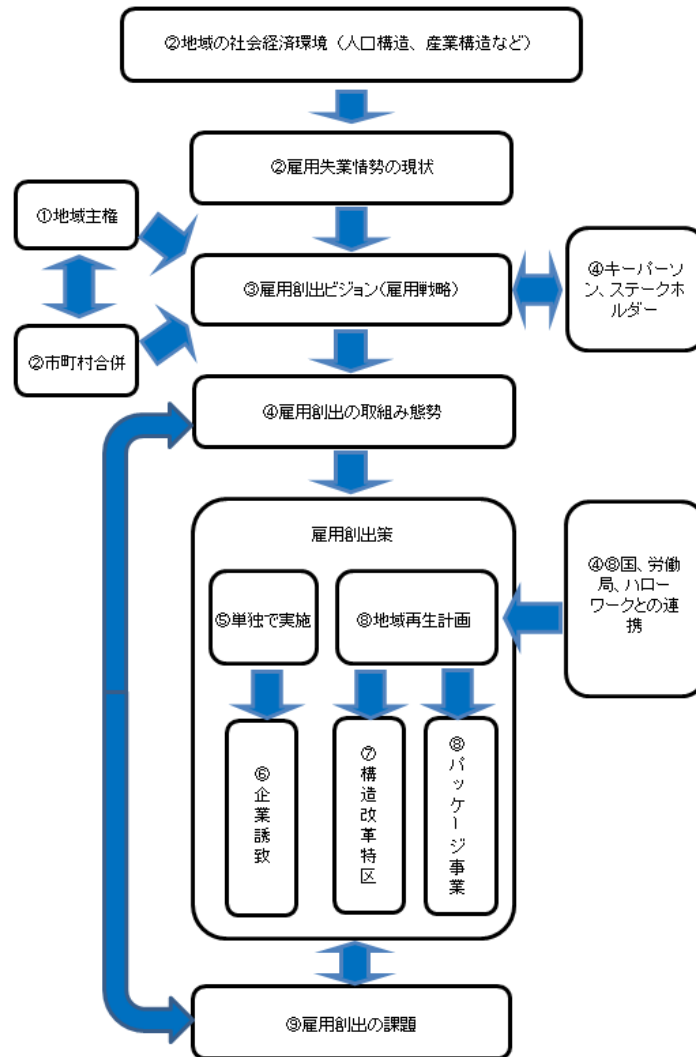 ②地域の社会経済環境（人口構造、産業構造など）
②雇用失業情勢の現状
①地域主権
③雇用創出ビジョン(雇用戦略)
④キーパーソ
ン、ステークホ
ルダー
②市町村合併
④雇用創出の取組み態勢
雇用創出策
④⑧国、労働
局、ハロー
ワークとの連
携
⑤単独で実施
⑧地域再生計画
⑥企業誘致
⑦構造改革特区
⑧パッケージ事業
⑨雇用創出の課題